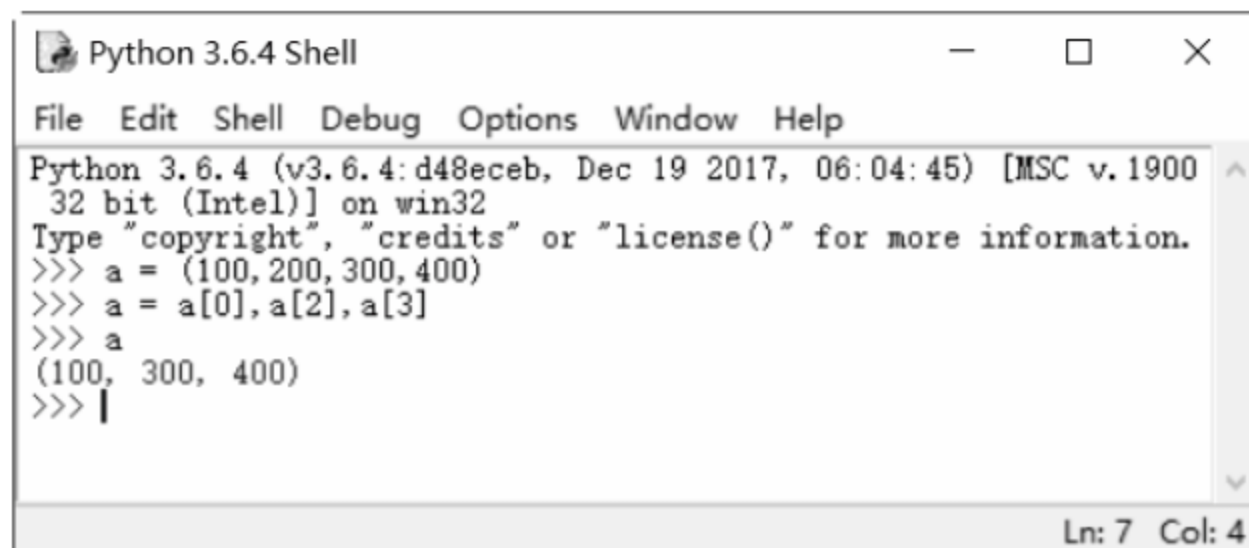 Python 3.6.4 Shell
File Edit Shell Debug Options Window Help
Python 3.6.4 (v3.6.4:d48eceb, Dec 19 2017, 06:04:45) [MSC v.1900
 32 bit (Intel)] on win32
Type "copyright", "credits" or "license()" for more information.
>>> a = (100,200,300,400)
>>> a = a[0],a[2],a[3]
>>> a
(100, 300, 400)
>>>
Ln: 7 Col: 4